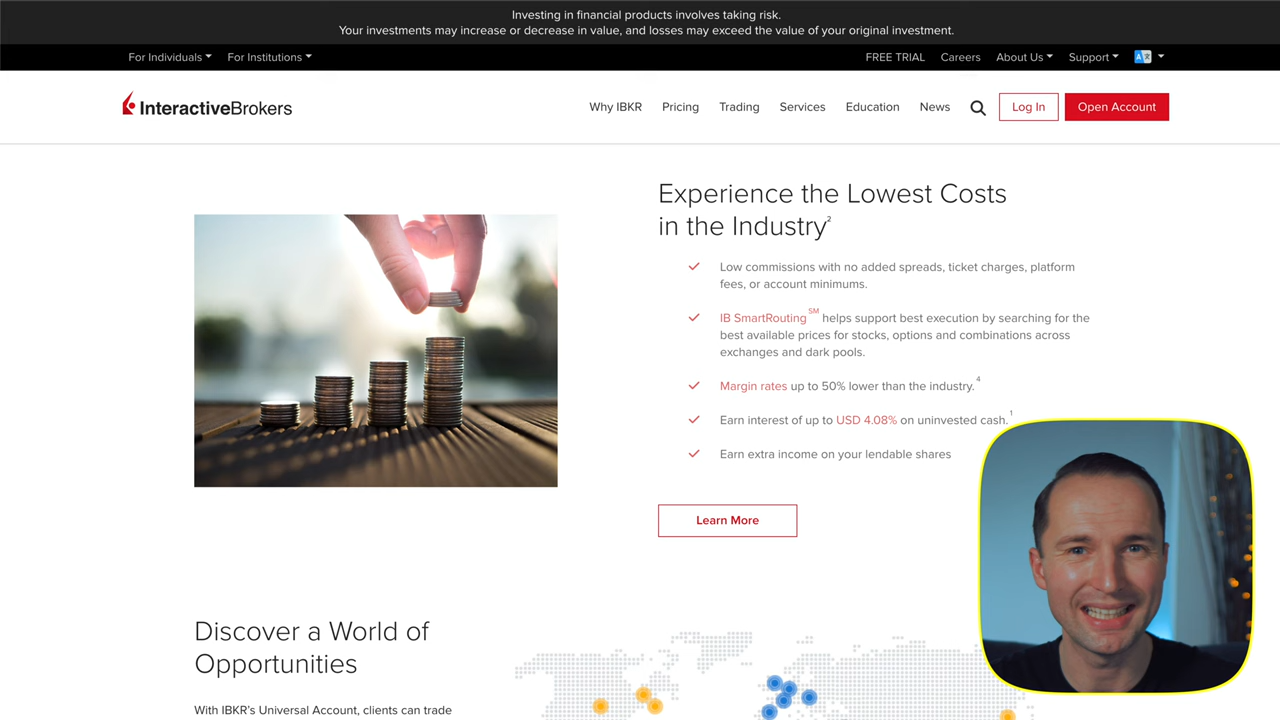 Investing in financial products involves taking risk.
Your investments may increase or decrease in value, and losses may exceed the value of your original investment.
For Individuals For Institutions FREE TRIAL Careers About Us Support
InteractiveBrokers Why IBKR Pricing Trading Services Education News Log In Open Account
Experience the Lowest Costs
in the Industry²
Low commissions with no added spreads, ticket charges, platform
fees, or account minimums.
IB SmartRouting℠ helps support best execution by searching for the
best available prices for stocks, options and combinations across
exchanges and dark pools.
Margin rates up to 50% lower than the industry.⁴
Earn interest of up to USD 4.08% on uninvested cash.¹
Earn extra income on your lendable shares
Learn More
Discover a World of
Opportunities
With IBKR's Universal Account, clients can trade